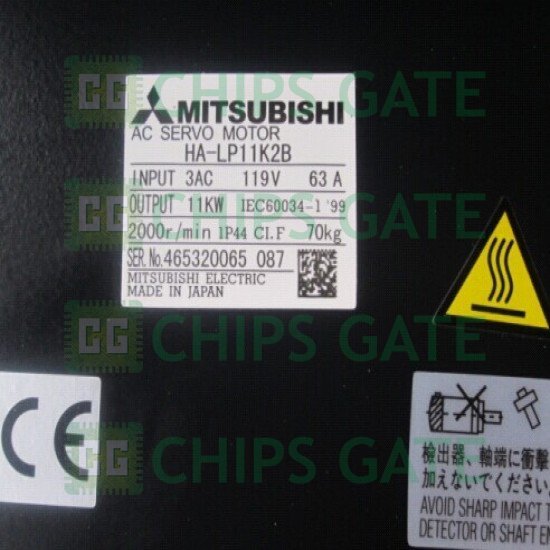 CHIPS GATE
MITSUBISHI
AC SERVO MOTOR
HA-LP11K2B
INPUT 3AC 119V 63 A
OUTPUT 11KW IEC60034-1 '99
2000r/min IP44 CI.F 70kg
SER.No.465320065 087
MITSUBISHI ELECTRIC
MADE IN JAPAN
CHIPS GATE
CHIPS GATE
CE
検出器、軸端に衝撃
加えないでください。
AVOID SHARP IMPACT T
DETECTOR OR SHAFT EN
CHIPS GATE